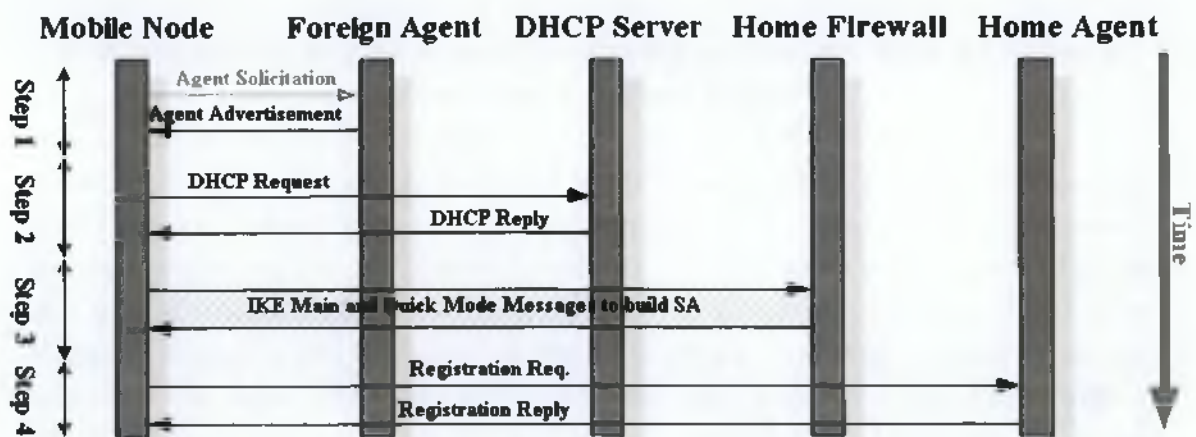 Mobile Node
Foreign Agent
DHCP Server
Home Firewall
Home Agent
Step 1
Agent Solicitation
Agent Advertisement
Step 2
DHCP Request
DHCP Reply
Step 3
IKE Main and Quick Mode Messages to build SA
Step 4
Registration Req.
Registration Reply
Time